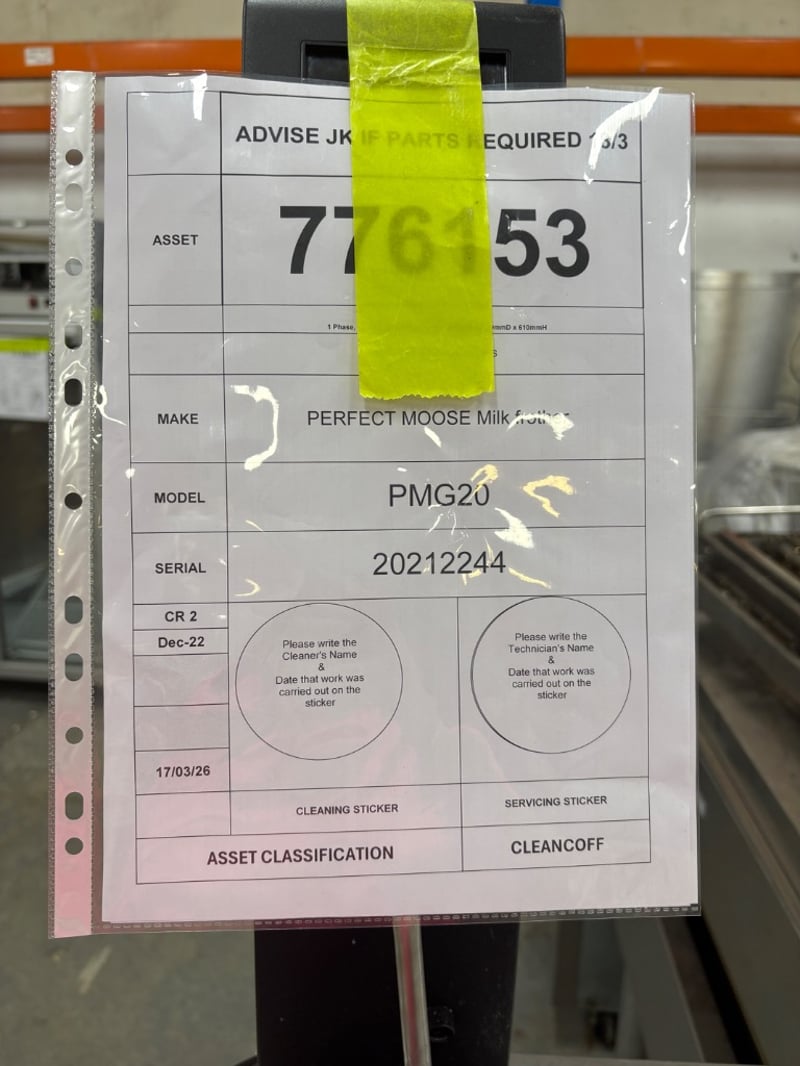 ADVISE JK IF PARTS REQUIRED 13/3
ASSET
776153
1 Phase,
mmD x 610mmH
MAKE
PERFECT MOOSE Milk frother
MODEL
PMG20
SERIAL
20212244
CR 2
Dec-22
17/03/26
Please write the
Cleaner's Name
&
Date that work was
carried out on the
sticker
Please write the
Technician's Name
&
Date that work was
carried out on the
sticker
CLEANING STICKER
SERVICING STICKER
ASSET CLASSIFICATION
CLEANCOFF